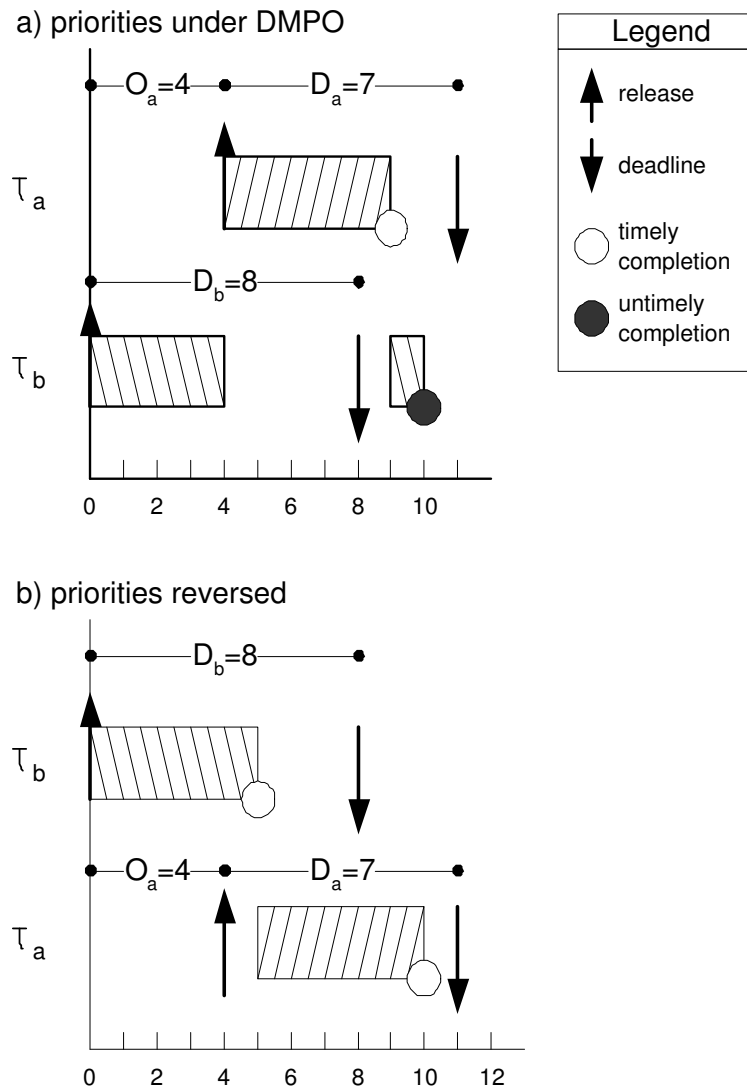 a) priorities under DMPO
O_a=4 D_a=7
τ_a
D_b=8
τ_b
0 2 4 6 8 10
Legend
release
deadline
timely
completion
untimely
completion
b) priorities reversed
D_b=8
τ_b
O_a=4 D_a=7
τ_a
0 2 4 6 8 10 12